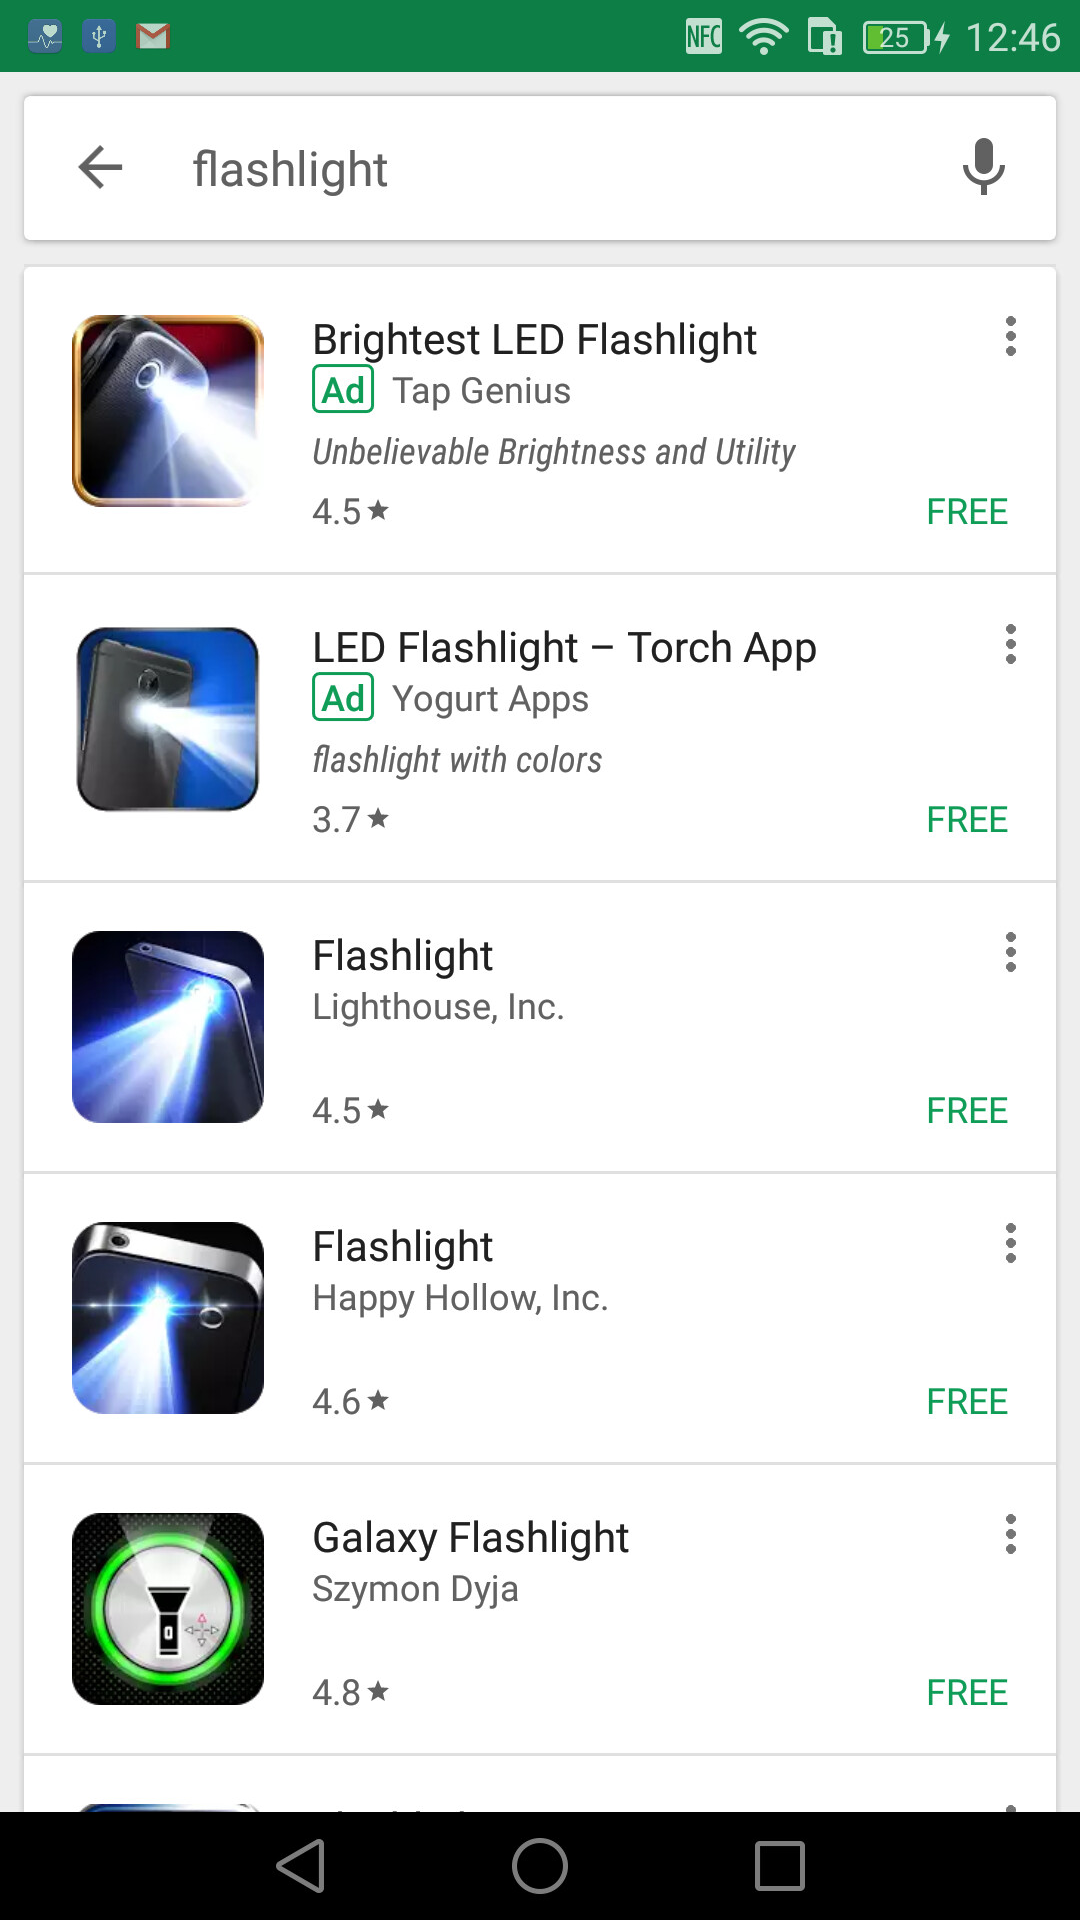 NFC 25 12:46
flashlight
Brightest LED Flashlight
Ad Tap Genius
Unbelievable Brightness and Utility
4.5 FREE
LED Flashlight – Torch App
Ad Yogurt Apps
flashlight with colors
3.7 FREE
Flashlight
Lighthouse, Inc.
4.5 FREE
Flashlight
Happy Hollow, Inc.
4.6 FREE
Galaxy Flashlight
Szymon Dyja
4.8 FREE